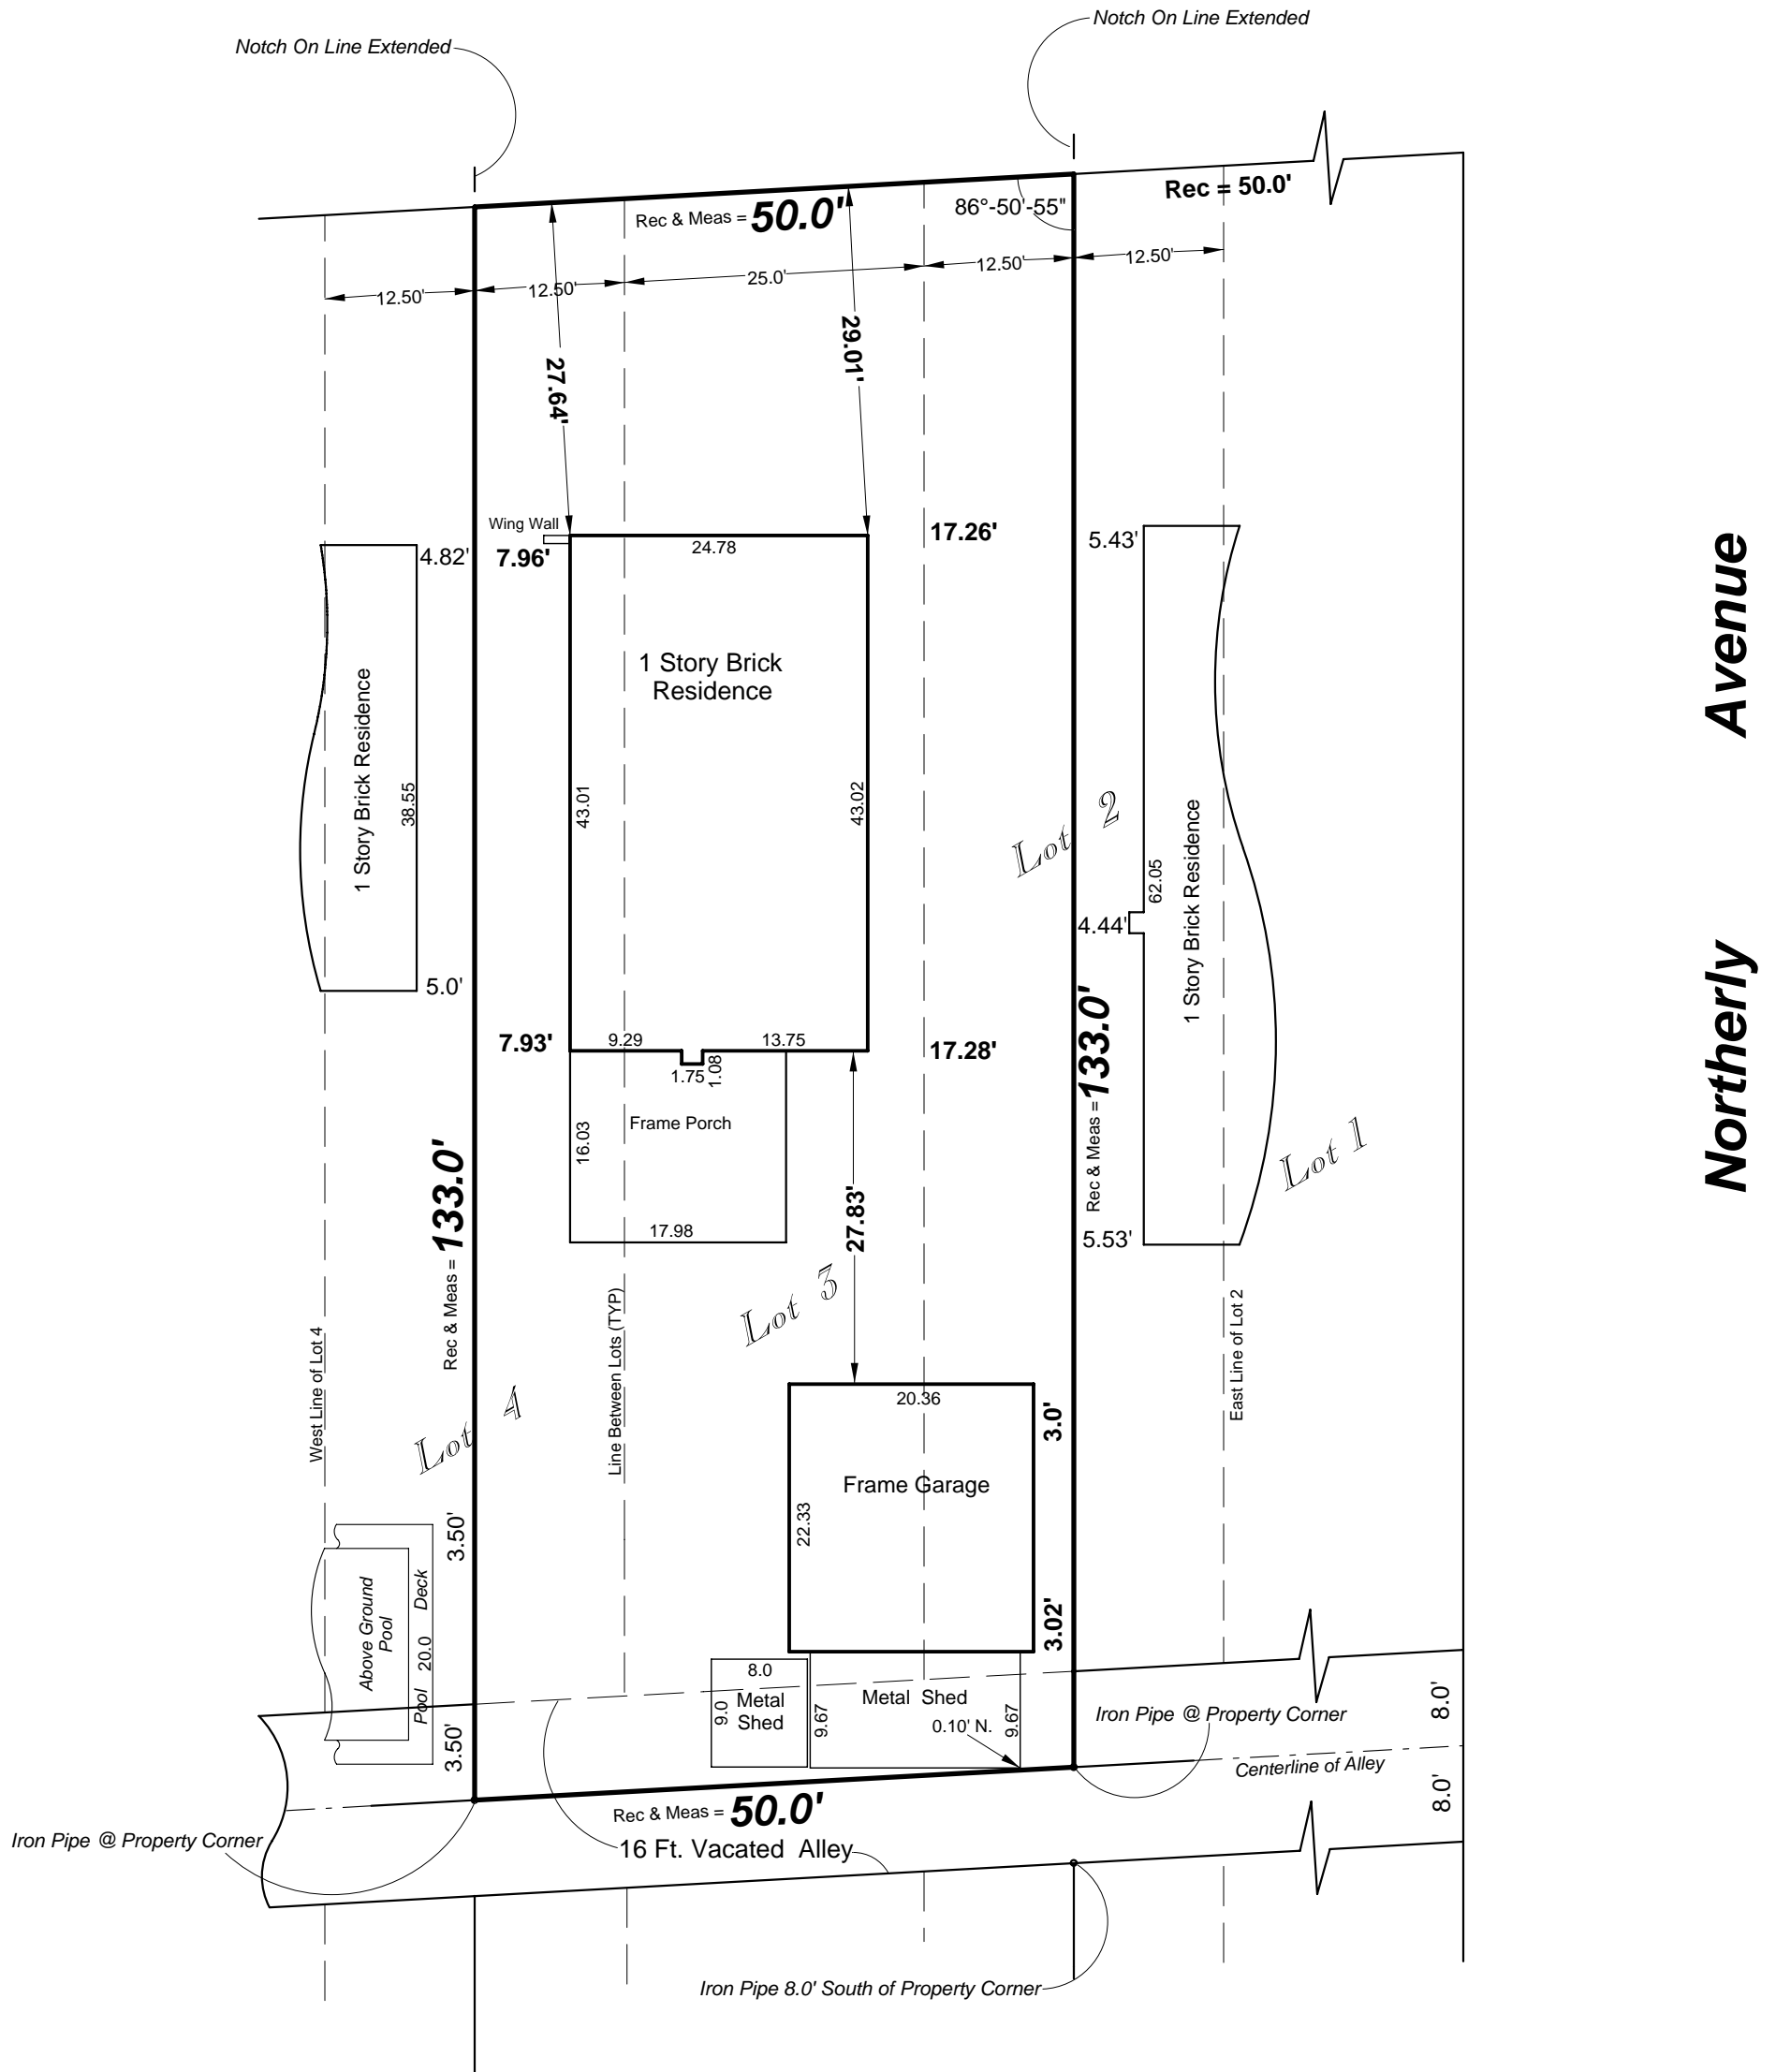 Notch On Line Extended
Notch On Line Extended
Rec & Meas = 50.0'
86°-50'-55"
Rec = 50.0'
12.50'
12.50'
25.0'
12.50'
12.50'
27.64'
29.01'
Wing Wall
4.82'
7.96'
24.78
17.26'
5.43'
1 Story Brick
Residence
1 Story Brick Residence
38.55
43.01
43.02
Lot 2
62.05
1 Story Brick Residence
4.44'
5.0'
7.93'
9.29
13.75
1.75
1.08
17.28'
Rec & Meas = 133.0'
Frame Porch
16.03
17.98
27.83'
5.53'
Lot 1
Rec & Meas = 133.0'
Lot 3
West Line of Lot 4
Line Between Lots (TYP)
East Line of Lot 2
Lot 4
20.36
3.0'
Frame Garage
22.33
3.50'
Above Ground
Pool
Pool 20.0 Deck
3.02'
3.50'
8.0
9.0
Metal
Shed
9.67
Metal Shed
0.10' N.
9.67
Iron Pipe @ Property Corner
8.0'
Centerline of Alley
8.0'
Rec & Meas = 50.0'
Iron Pipe @ Property Corner
16 Ft. Vacated Alley
Iron Pipe 8.0' South of Property Corner
Northerly Avenue